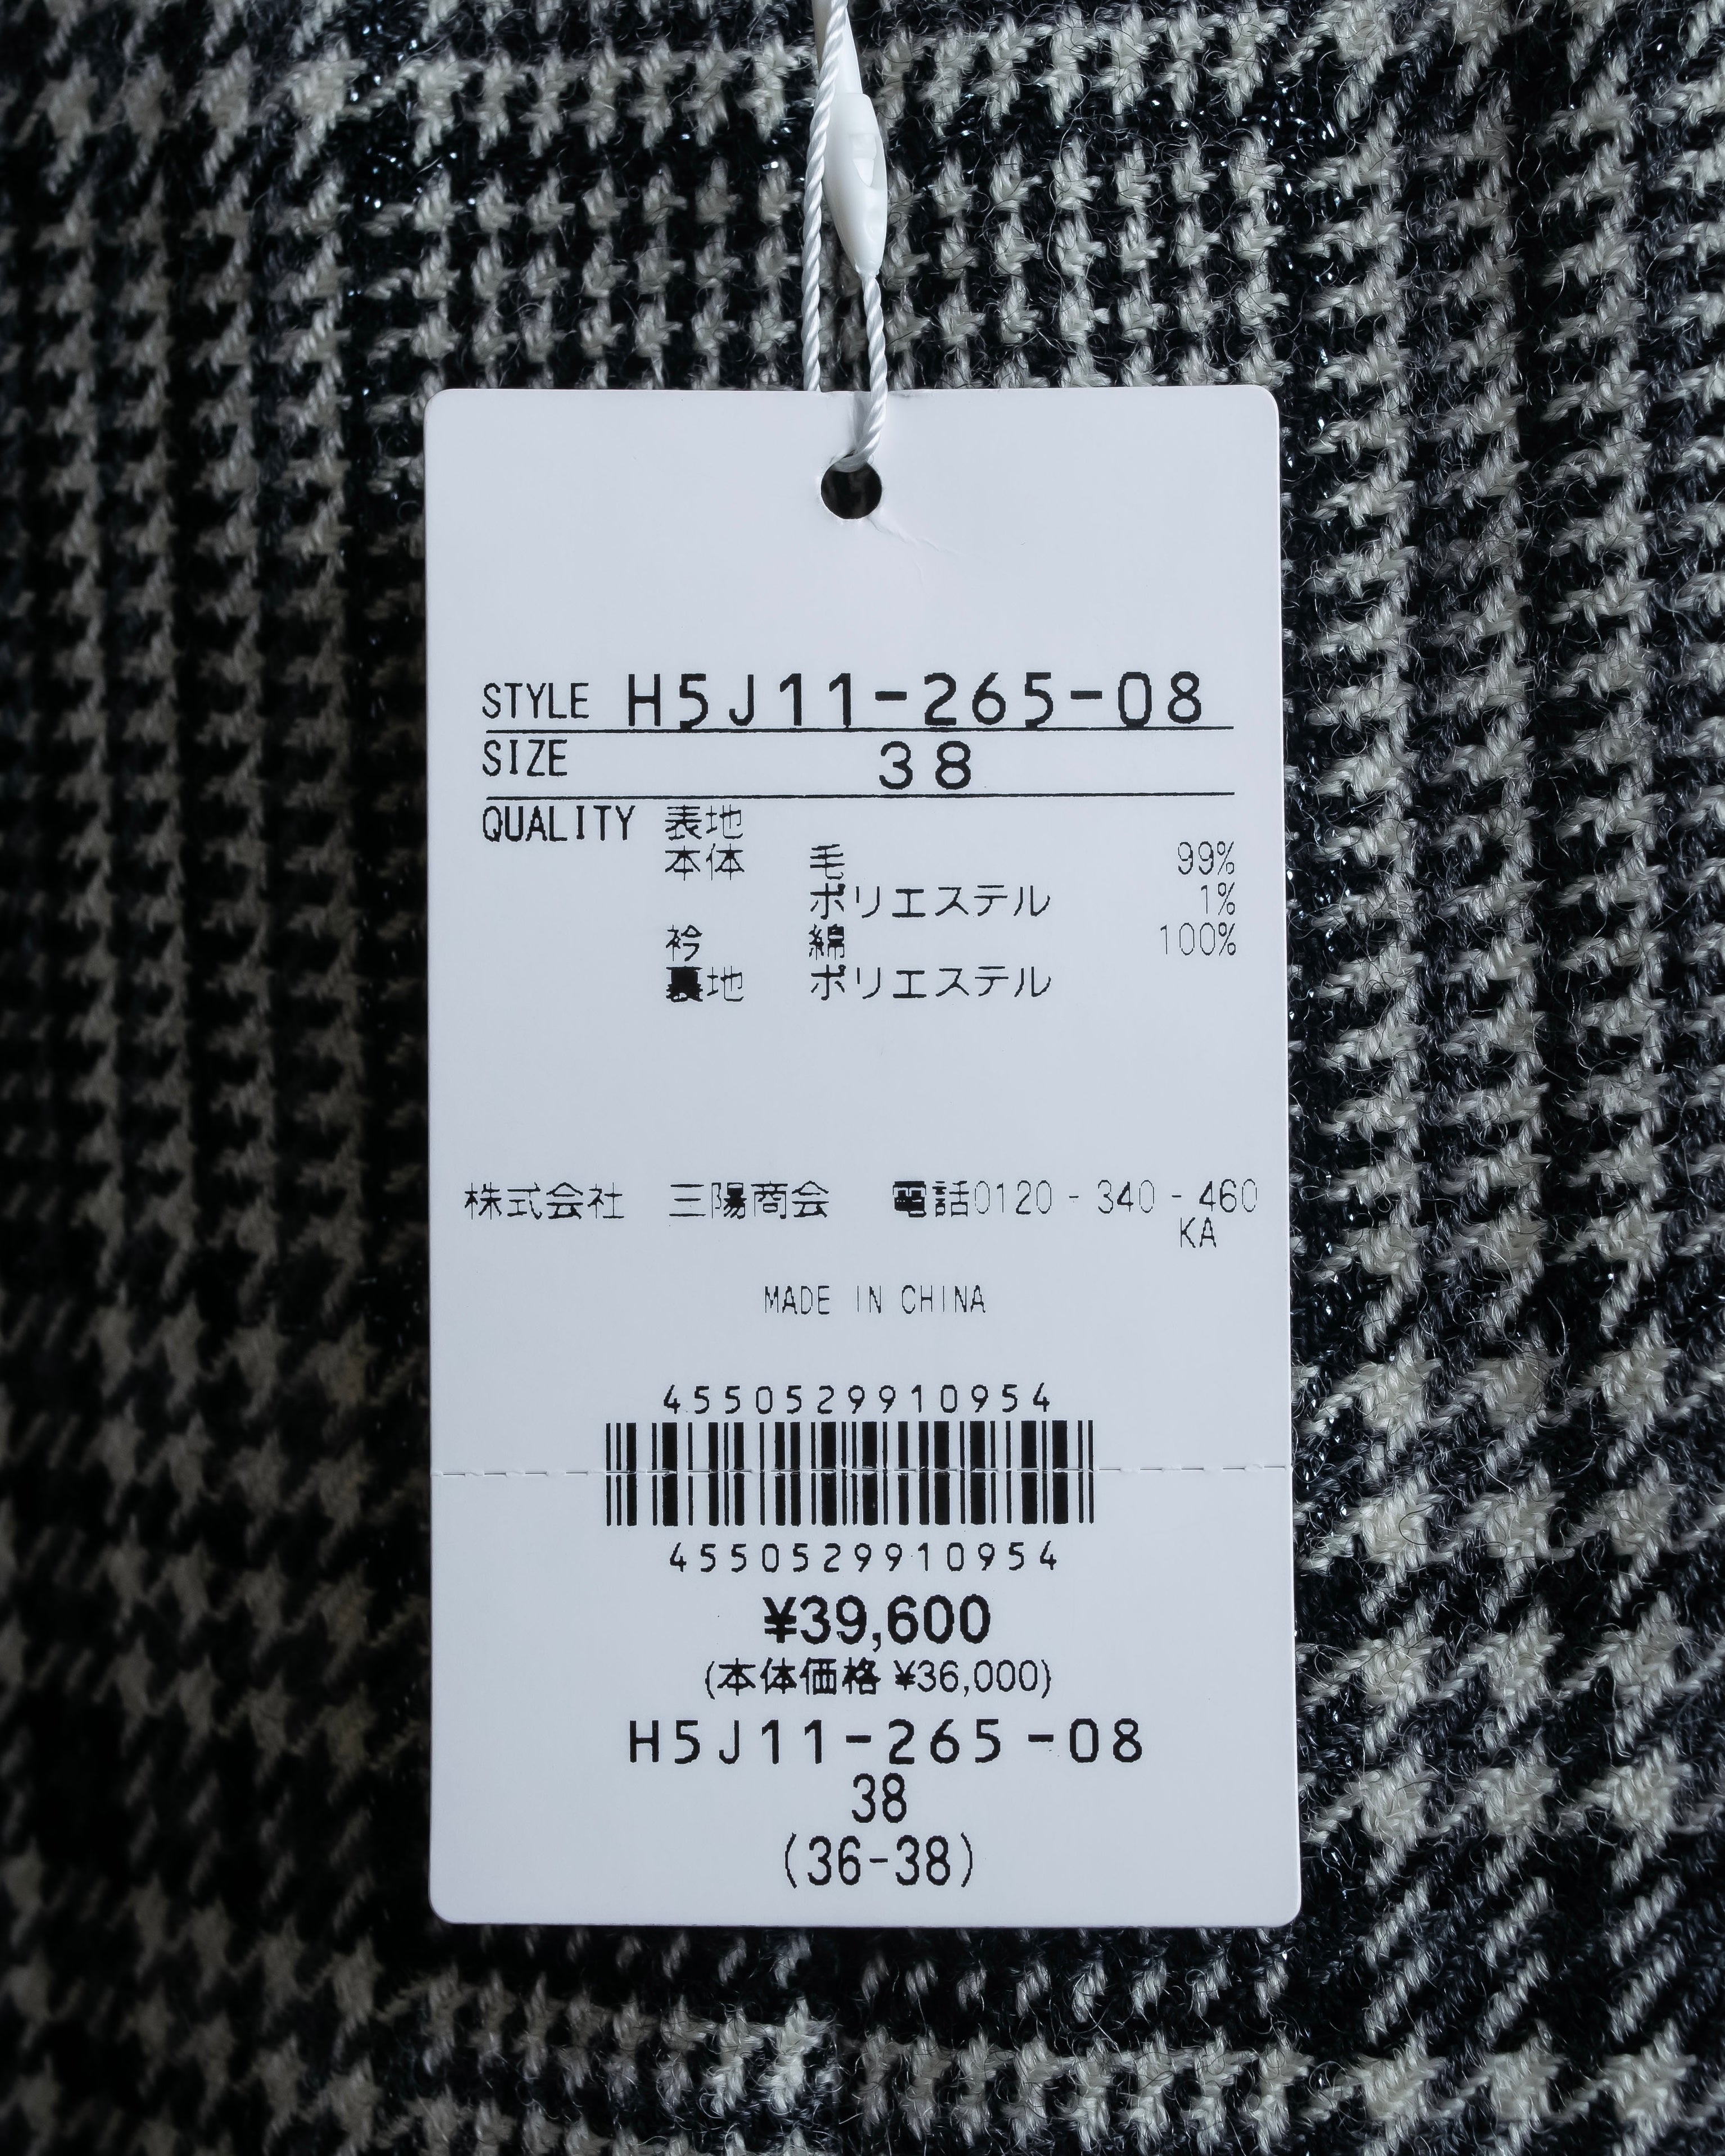 STYLE H5J11-265-08
SIZE 38
QUALITY 表地
本体 毛 99%
ポリエステル 1%
衿 綿 100%
裏地 ポリエステル
株式会社 三陽商会 電話0120-340-460
KA
MADE IN CHINA
4550529910954
4550529910954
¥39,600
(本体価格 ¥36,000)
H5J11-265-08
38
(36-38)